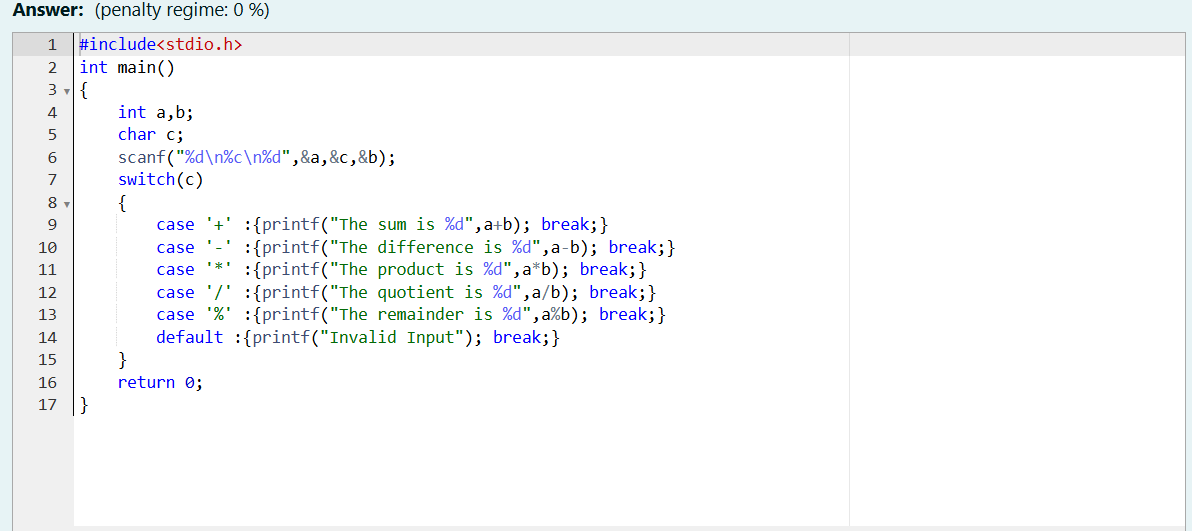 Answer: (penalty regime: 0 %)
1 #include<stdio.h>
2 int main()
3 {
4     int a,b;
5     char c;
6     scanf("%d\n%c\n%d",&a,&c,&b);
7     switch(c)
8     {
9         case '+' :{printf("The sum is %d",a+b); break;}
10         case '-' :{printf("The difference is %d",a-b); break;}
11         case '*' :{printf("The product is %d",a*b); break;}
12         case '/' :{printf("The quotient is %d",a/b); break;}
13         case '%' :{printf("The remainder is %d",a%b); break;}
14         default :{printf("Invalid Input"); break;}
15     }
16     return 0;
17 }